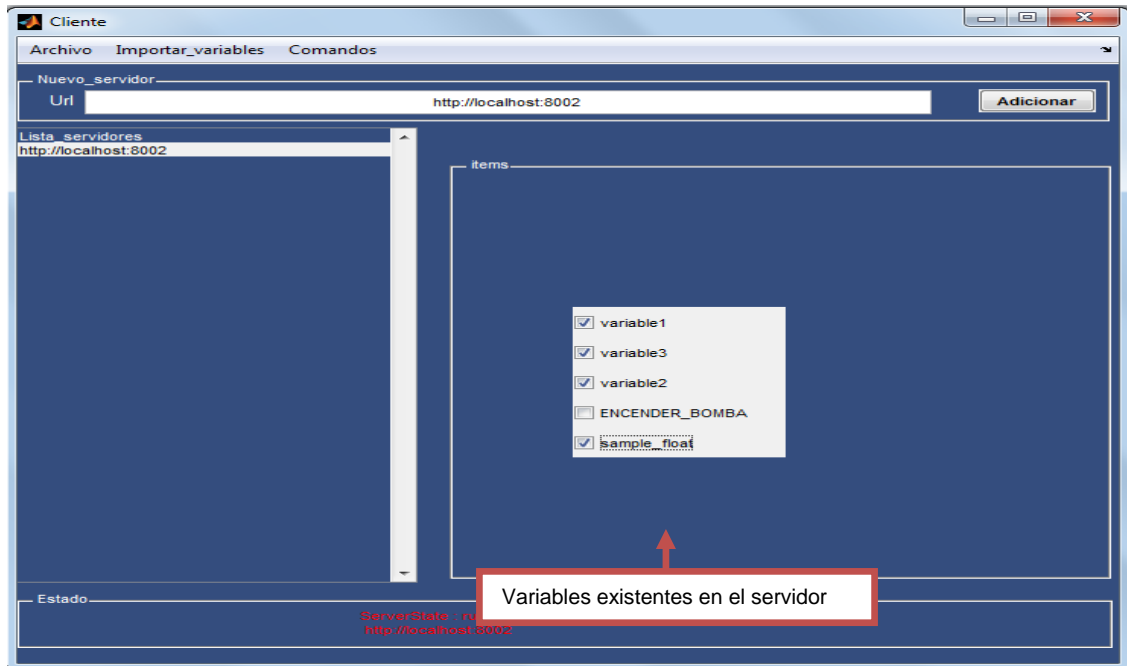 Cliente
Archivo Importar_variables Comandos
Nuevo_servidor
Url http://localhost:8002 Adicionar
Lista_servidores
http://localhost:8002
items
variable1
variable3
variable2
ENCENDER_BOMBA
sample_float
Variables existentes en el servidor
Estado
ServerState
http://localhost:8002